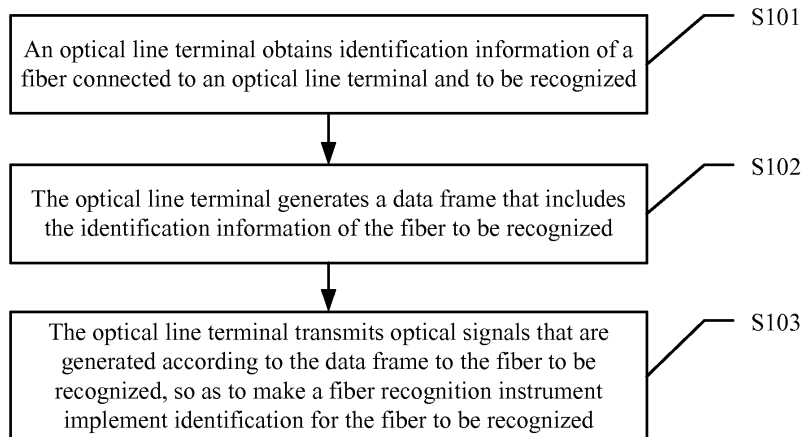 S101
An optical line terminal obtains identification information of a
fiber connected to an optical line terminal and to be recognized
S102
The optical line terminal generates a data frame that includes
the identification information of the fiber to be recognized
S103
The optical line terminal transmits optical signals that are
generated according to the data frame to the fiber to be
recognized, so as to make a fiber recognition instrument
implement identification for the fiber to be recognized